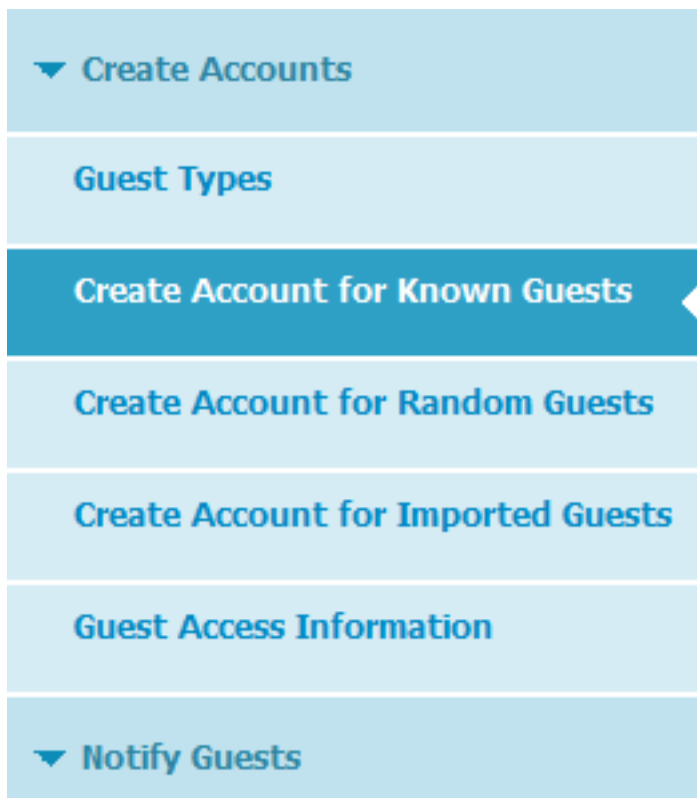 Create Accounts
Guest Types
Create Account for Known Guests
Create Account for Random Guests
Create Account for Imported Guests
Guest Access Information
Notify Guests